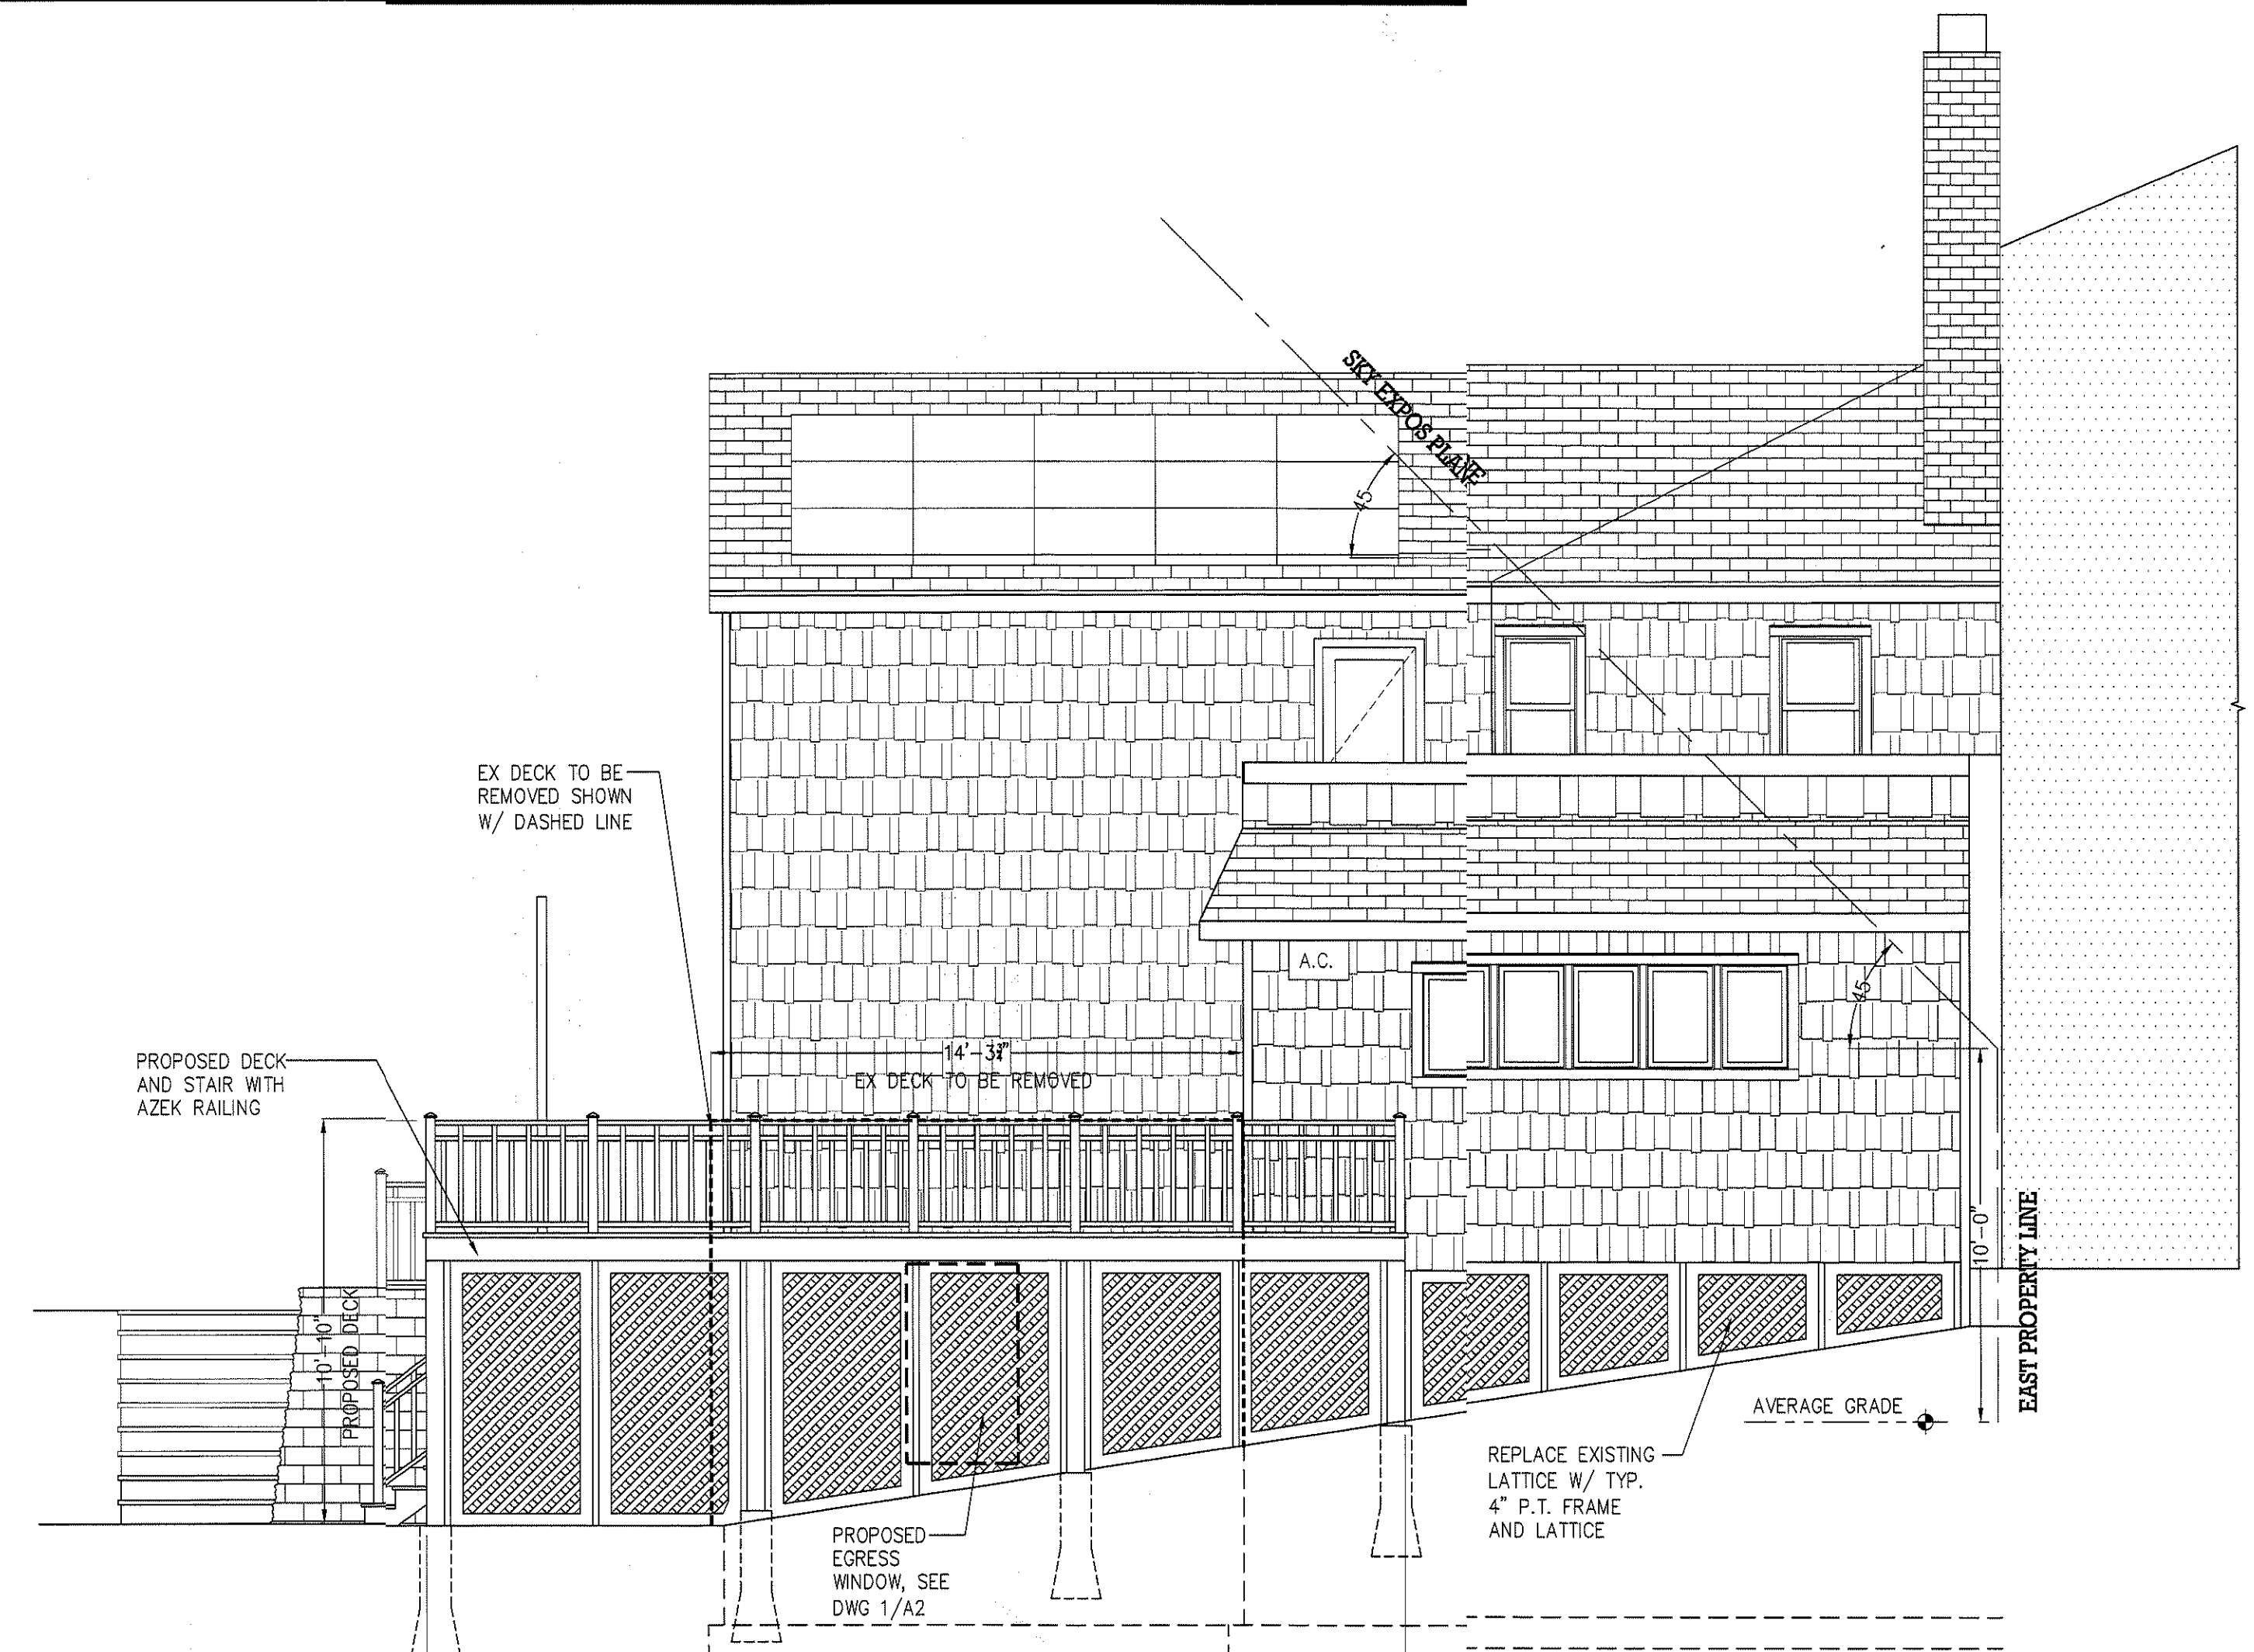 SKY EXPOS PLANE
45
EX DECK TO BE
REMOVED SHOWN
W/ DASHED LINE
A.C.
45
14'-3¾"
EX DECK TO BE REMOVED
PROPOSED DECK
AND STAIR WITH
AZEK RAILING
10'-10"
PROPOSED DECK
10'-0"
EAST PROPERTY LINE
AVERAGE GRADE
REPLACE EXISTING
LATTICE W/ TYP.
4" P.T. FRAME
AND LATTICE
PROPOSED
EGRESS
WINDOW, SEE
DWG 1/A2